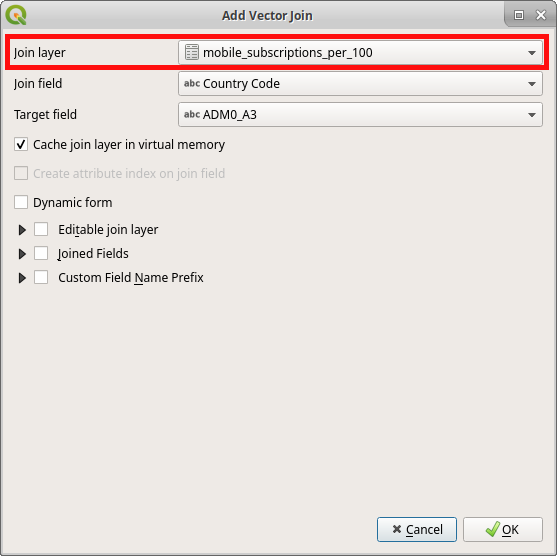 Add Vector Join
Join layer mobile_subscriptions_per_100
Join field abc Country Code
Target field abc ADM0_A3
Cache join layer in virtual memory
Create attribute index on join field
Dynamic form
Editable join layer
Joined Fields
Custom Field Name Prefix
Cancel OK